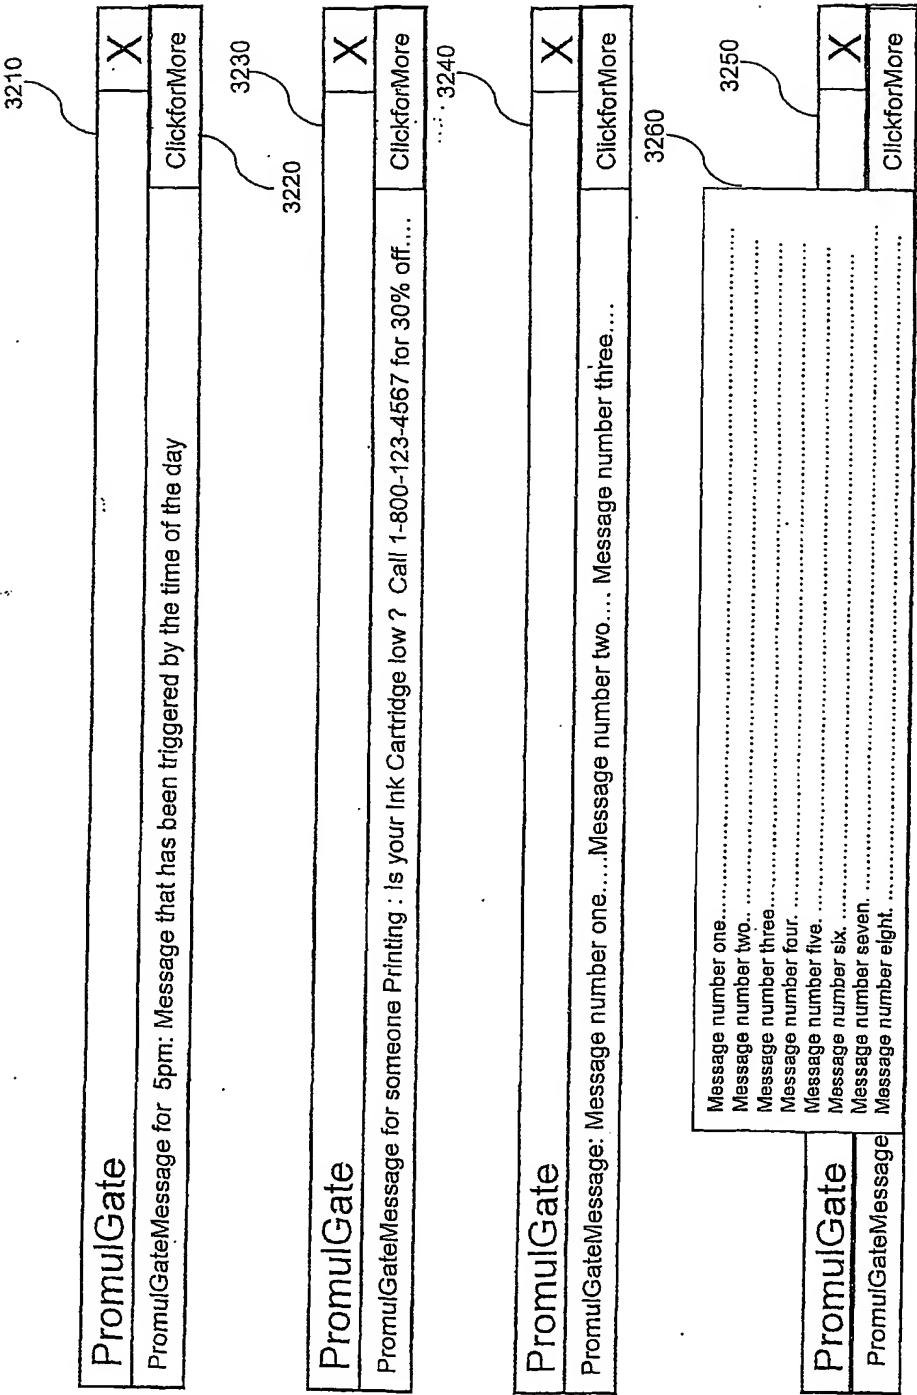 3210
PromulGate X
PromulGateMessage for 5pm: Message that has been triggered by the time of the day ClickforMore
3220
3230
PromulGate X
PromulGateMessage for someone Printing : Is your Ink Cartridge low ? Call 1-800-123-4567 for 30% off.... ClickforMore
3240
PromulGate X
PromulGateMessage: Message number one.....Message number two.... Message number three.... ClickforMore
3260
3250
Message number one
Message number two
Message number three
Message number four.
Message number five.
Message number six.
Message number seven.
Message number eight.
PromulGate X
PromulGateMessage ClickforMore